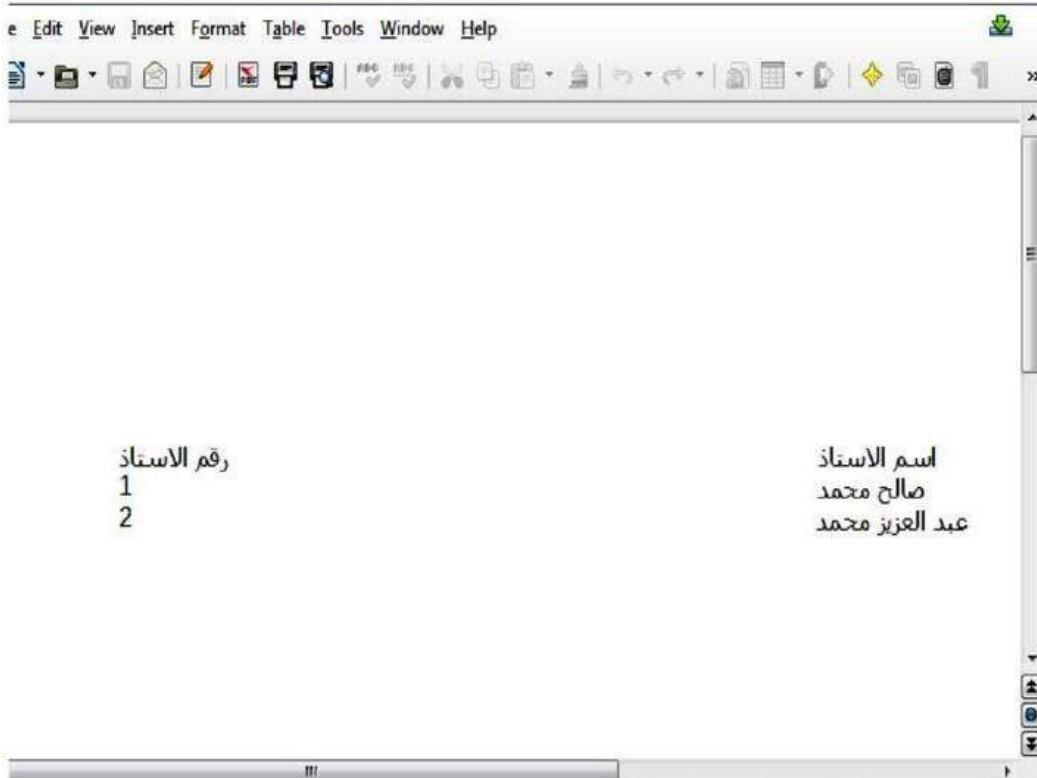 e Edit View Insert Format Table Tools Window Help
رقم الاستاذ اسم الاستاذ
1 صالح محمد
2 عبد العزيز محمد